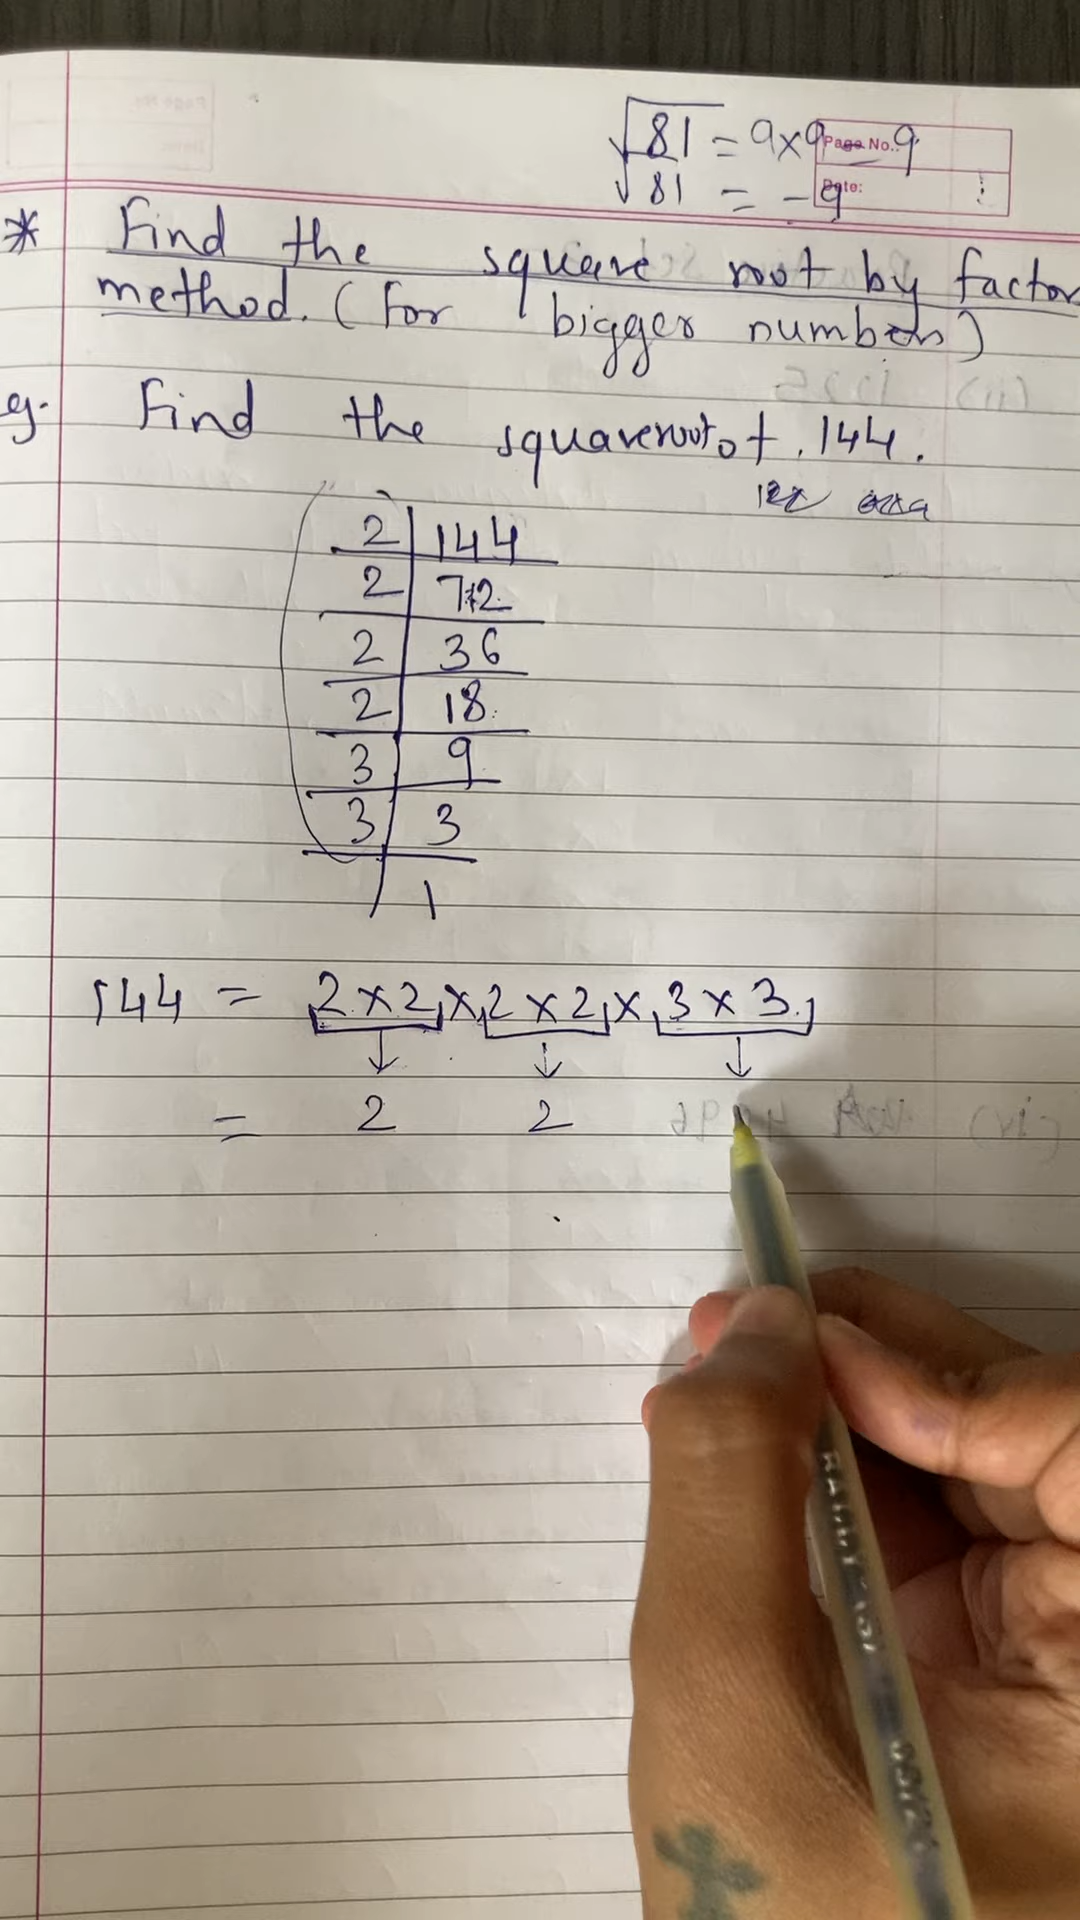 √81 = 9×9 = 9
Page No.:
√81 = -9
Date:
* Find the square root by factor
method. (For bigger numbers)
eg. Find the squareroot of 144.
2 | 144
2 | 72
2 | 36
2 | 18
3 | 9
3 | 3
| 1
144 = 2×2×2×2×3×3
↓ ↓ ↓
= 2 2